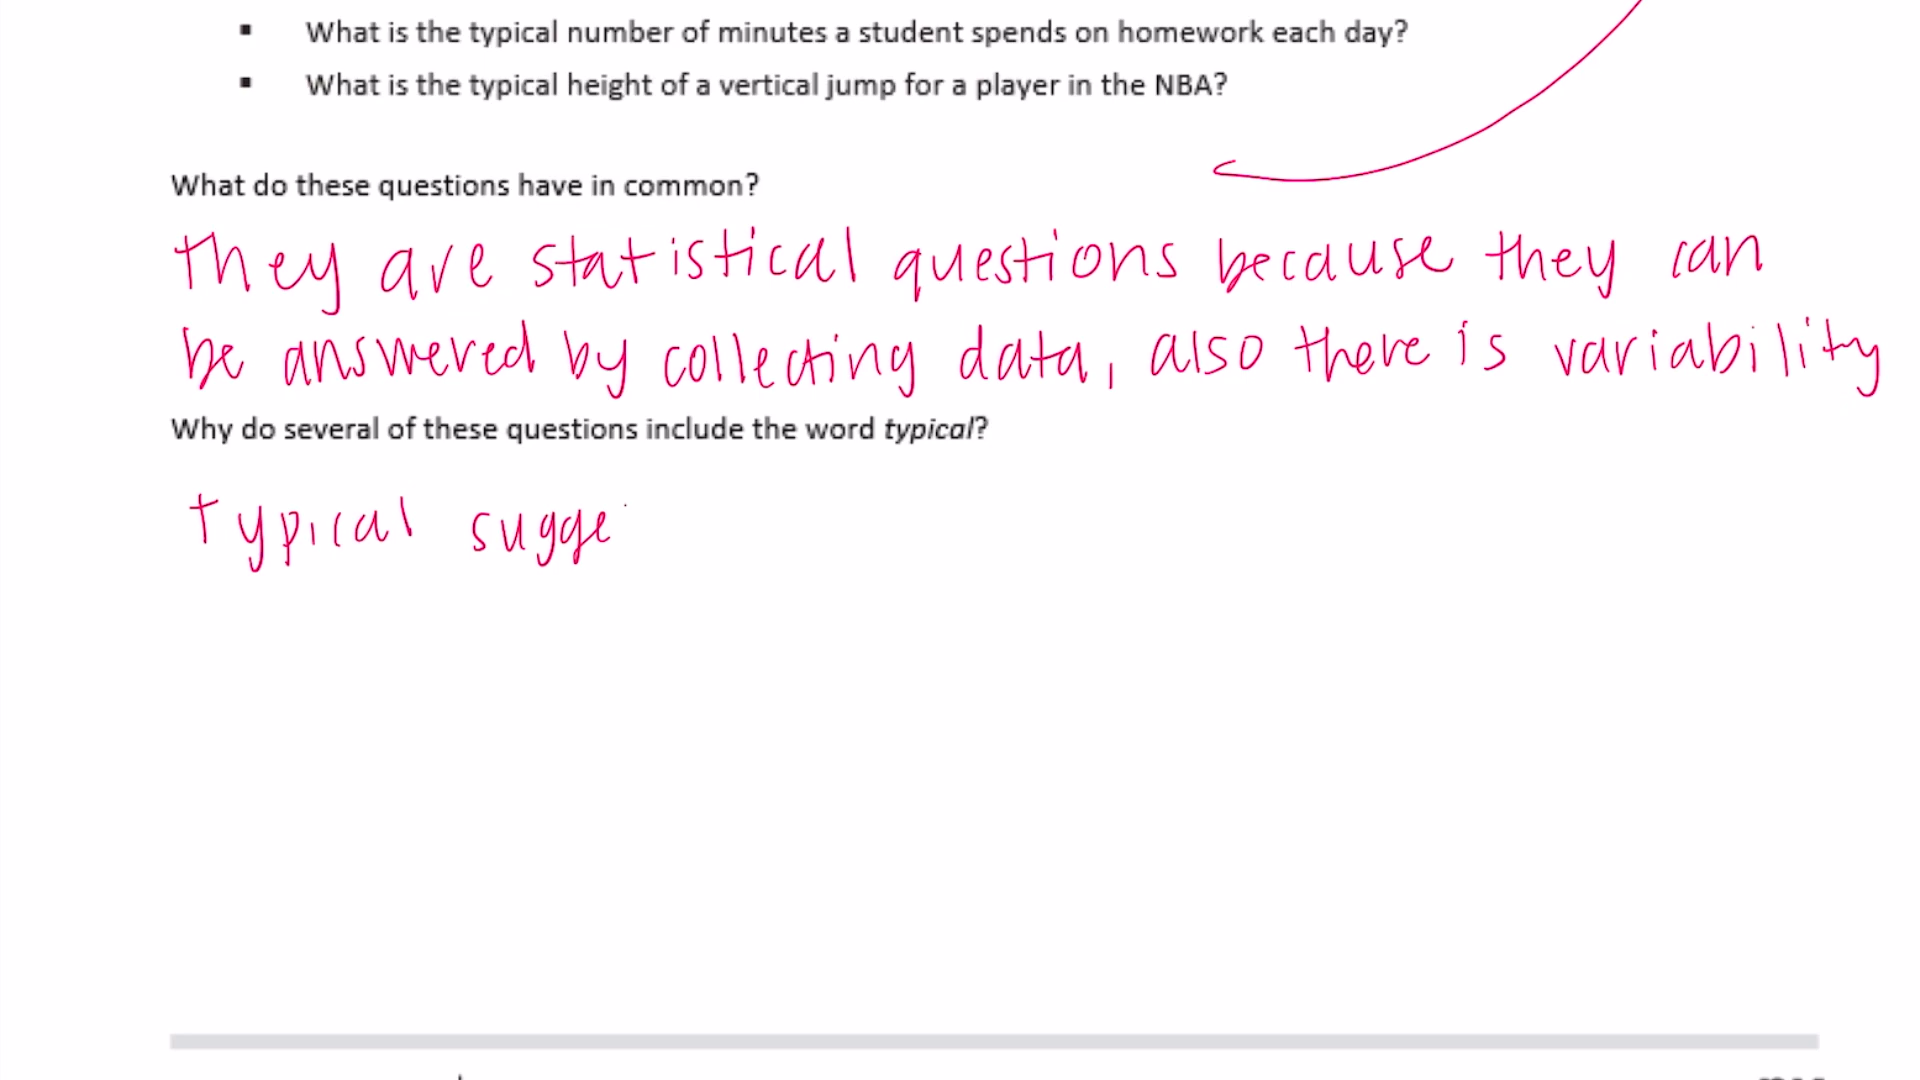 ▪ What is the typical number of minutes a student spends on homework each day?
▪ What is the typical height of a vertical jump for a player in the NBA?
What do these questions have in common?
they are statistical questions because they can
be answered by collecting data, also there is variability
Why do several of these questions include the word typical?
typical sugge